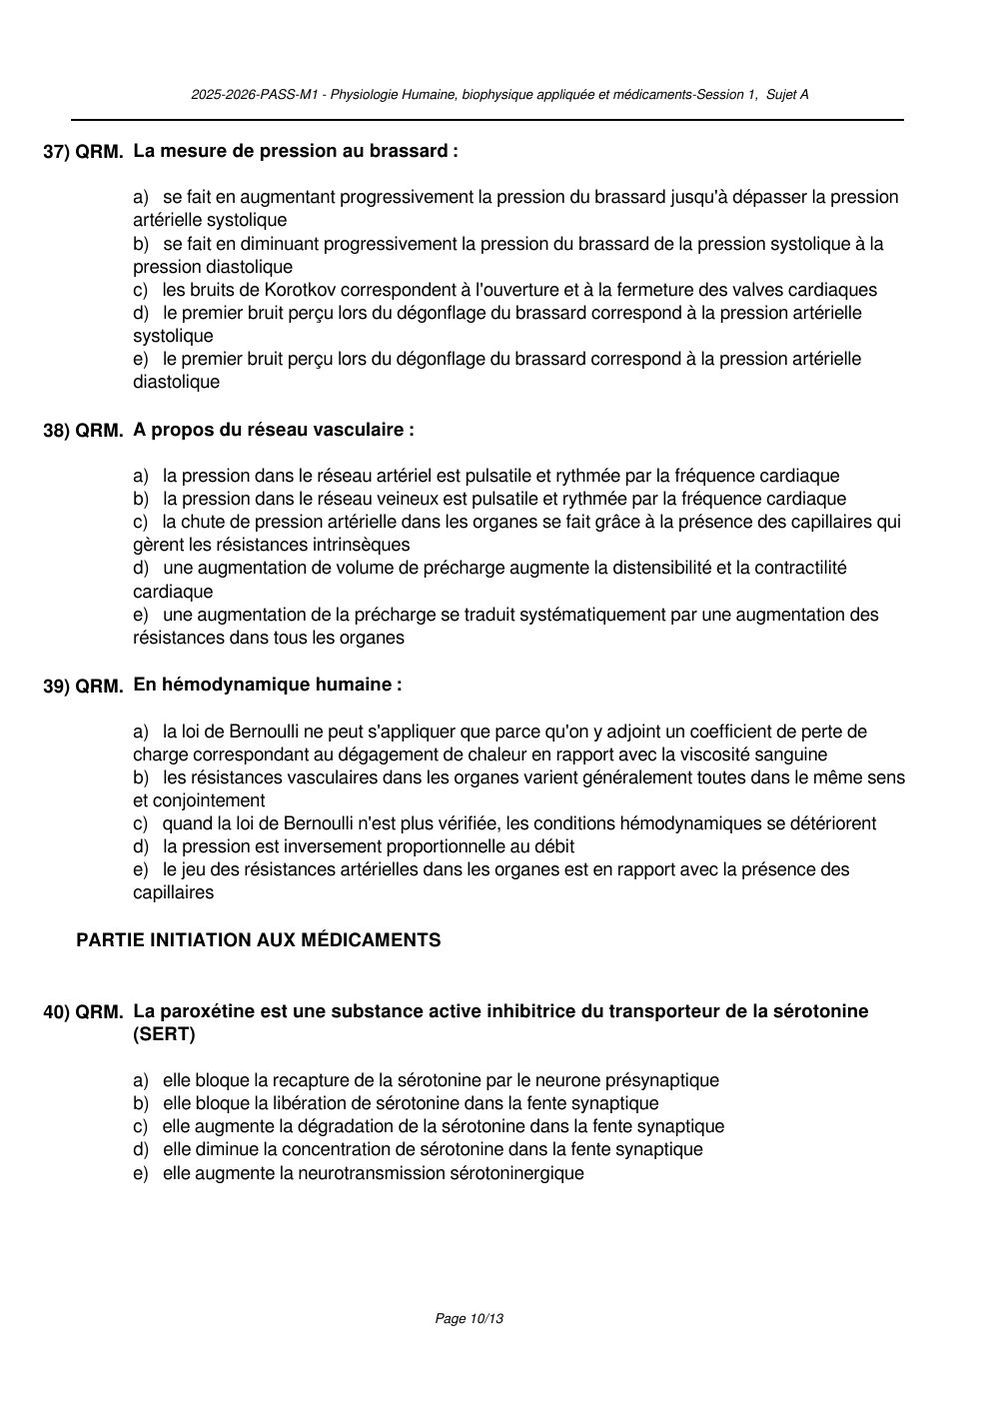 2025-2026-PASS-M1 - Physiologie Humaine, biophysique appliquée et médicaments-Session 1, Sujet A
37) QRM. La mesure de pression au brassard :
a) se fait en augmentant progressivement la pression du brassard jusqu'à dépasser la pression
artérielle systolique
b) se fait en diminuant progressivement la pression du brassard de la pression systolique à la
pression diastolique
c) les bruits de Korotkov correspondent à l'ouverture et à la fermeture des valves cardiaques
d) le premier bruit perçu lors du dégonflage du brassard correspond à la pression artérielle
systolique
e) le premier bruit perçu lors du dégonflage du brassard correspond à la pression artérielle
diastolique
38) QRM. A propos du réseau vasculaire :
a) la pression dans le réseau artériel est pulsatile et rythmée par la fréquence cardiaque
b) la pression dans le réseau veineux est pulsatile et rythmée par la fréquence cardiaque
c) la chute de pression artérielle dans les organes se fait grâce à la présence des capillaires qui
gèrent les résistances intrinsèques
d) une augmentation de volume de précharge augmente la distensibilité et la contractilité
cardiaque
e) une augmentation de la précharge se traduit systématiquement par une augmentation des
résistances dans tous les organes
39) QRM. En hémodynamique humaine :
a) la loi de Bernoulli ne peut s'appliquer que parce qu'on y adjoint un coefficient de perte de
charge correspondant au dégagement de chaleur en rapport avec la viscosité sanguine
b) les résistances vasculaires dans les organes varient généralement toutes dans le même sens
et conjointement
c) quand la loi de Bernoulli n'est plus vérifiée, les conditions hémodynamiques se détériorent
d) la pression est inversement proportionnelle au débit
e) le jeu des résistances artérielles dans les organes est en rapport avec la présence des
capillaires
PARTIE INITIATION AUX MÉDICAMENTS
40) QRM. La paroxétine est une substance active inhibitrice du transporteur de la sérotonine
(SERT)
a) elle bloque la recapture de la sérotonine par le neurone présynaptique
b) elle bloque la libération de sérotonine dans la fente synaptique
c) elle augmente la dégradation de la sérotonine dans la fente synaptique
d) elle diminue la concentration de sérotonine dans la fente synaptique
e) elle augmente la neurotransmission sérotoninergique
Page 10/13